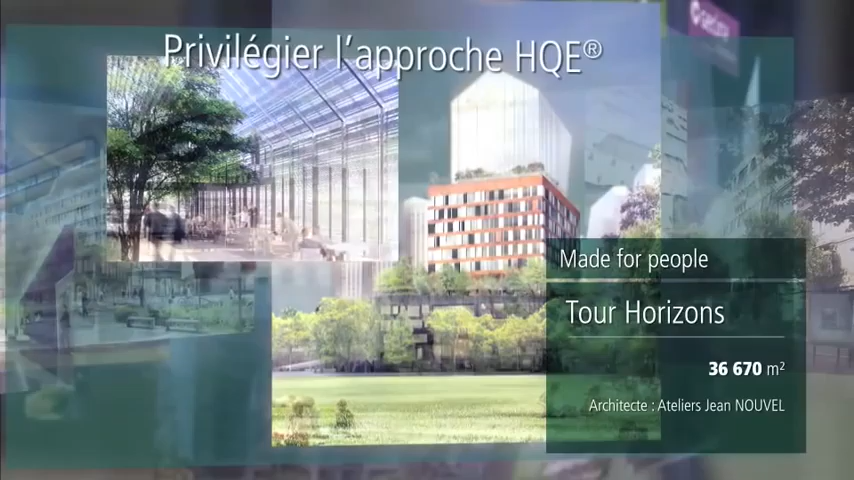 Privilégier l'approche HQE®
Made for people
Tour Horizons
36 670 m²
Architecte : Ateliers Jean NOUVEL